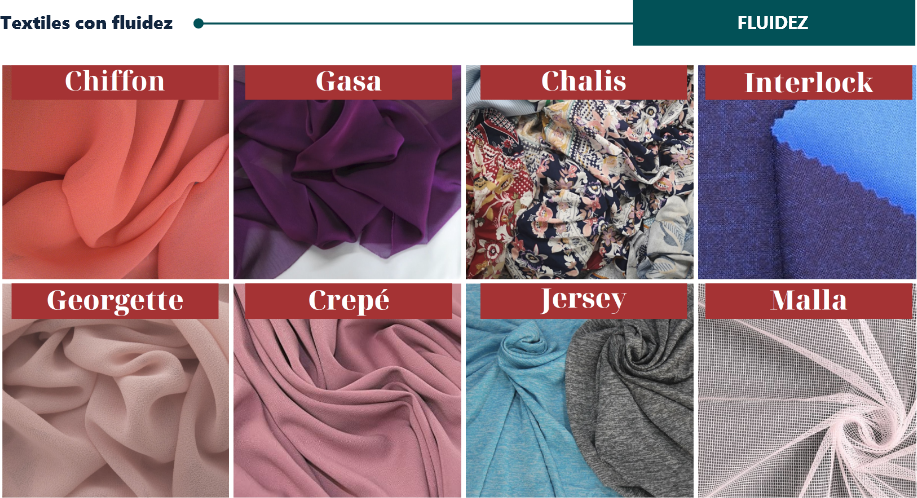 Textiles con fluidez
FLUIDEZ
Chiffon
Gasa
Chalis
Interlock
Georgette
Crepé
Jersey
Malla